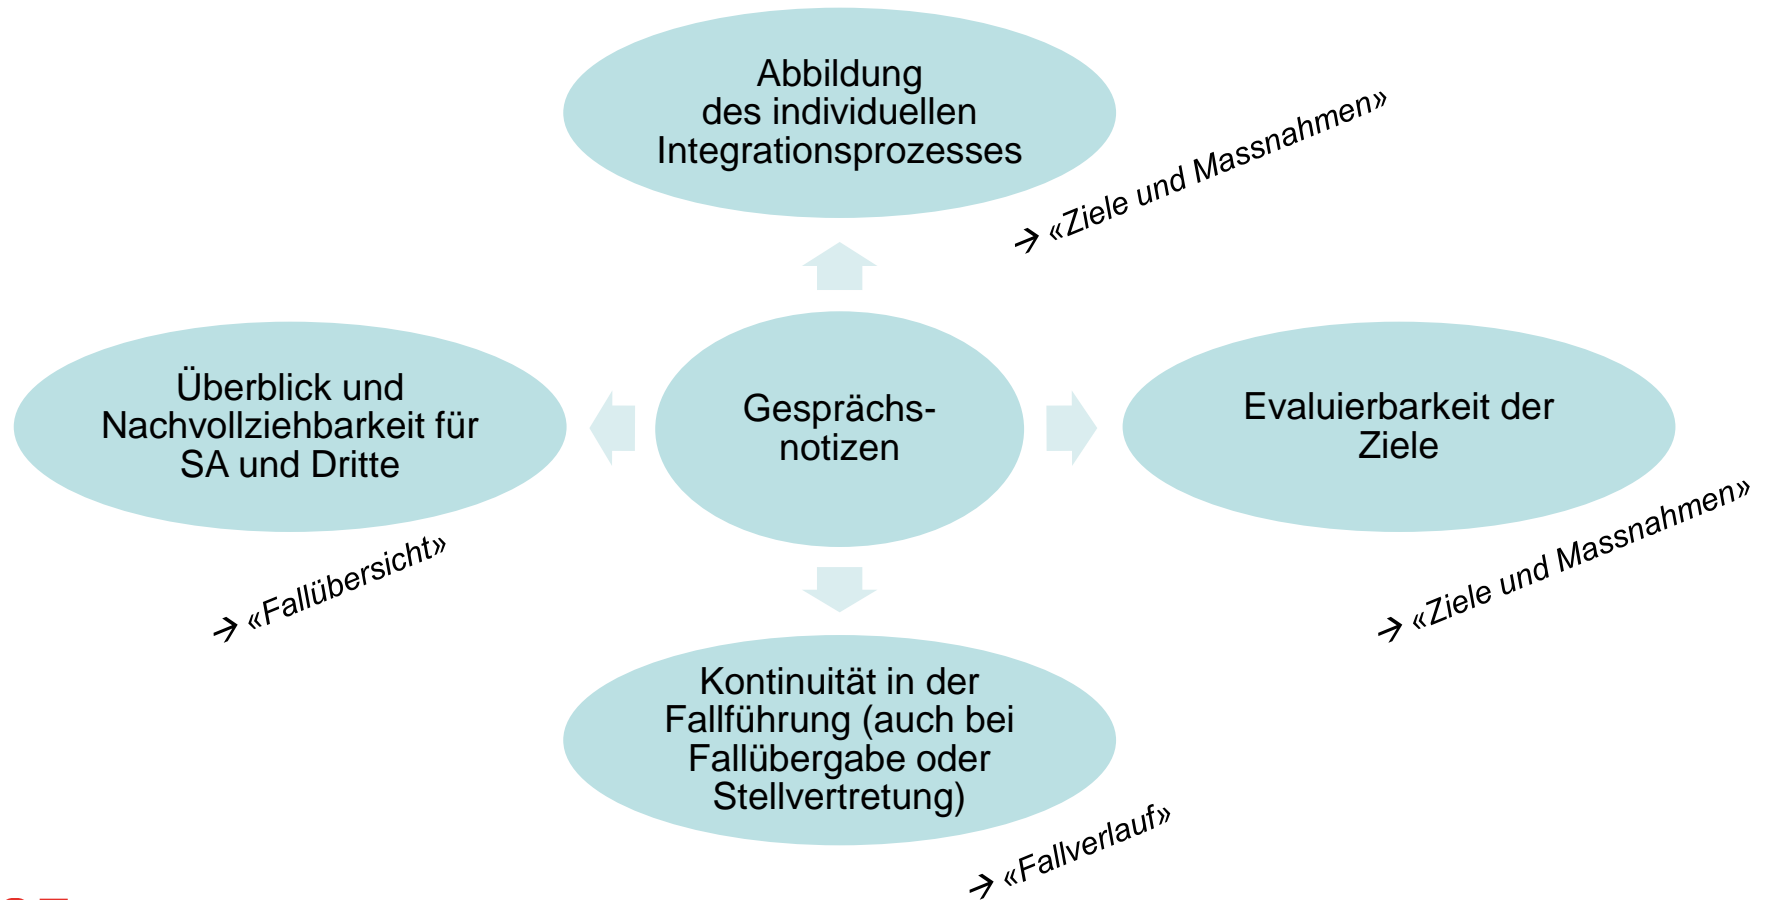 Abbildung
des individuellen
Integrationsprozesses
→ «Ziele und Massnahmen»
Überblick und
Nachvollziehbarkeit für
SA und Dritte
→ «Fallübersicht»
Gesprächs-
notizen
Evaluierbarkeit der
Ziele
→ «Ziele und Massnahmen»
Kontinuität in der
Fallführung (auch bei
Fallübergabe oder
Stellvertretung)
→ «Fallverlauf»